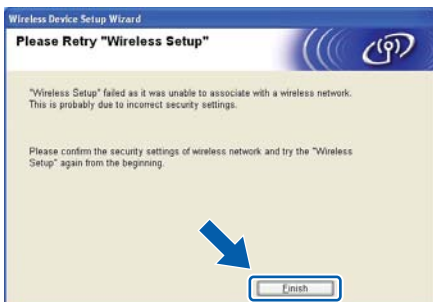 Wireless Device Setup Wizard
Please Retry "Wireless Setup"
"Wireless Setup" failed as it was unable to associate with a wireless network.
This is probably due to incorrect security settings.
Please confirm the security settings of wireless network and try the "Wireless
Setup" again from the beginning.
Finish